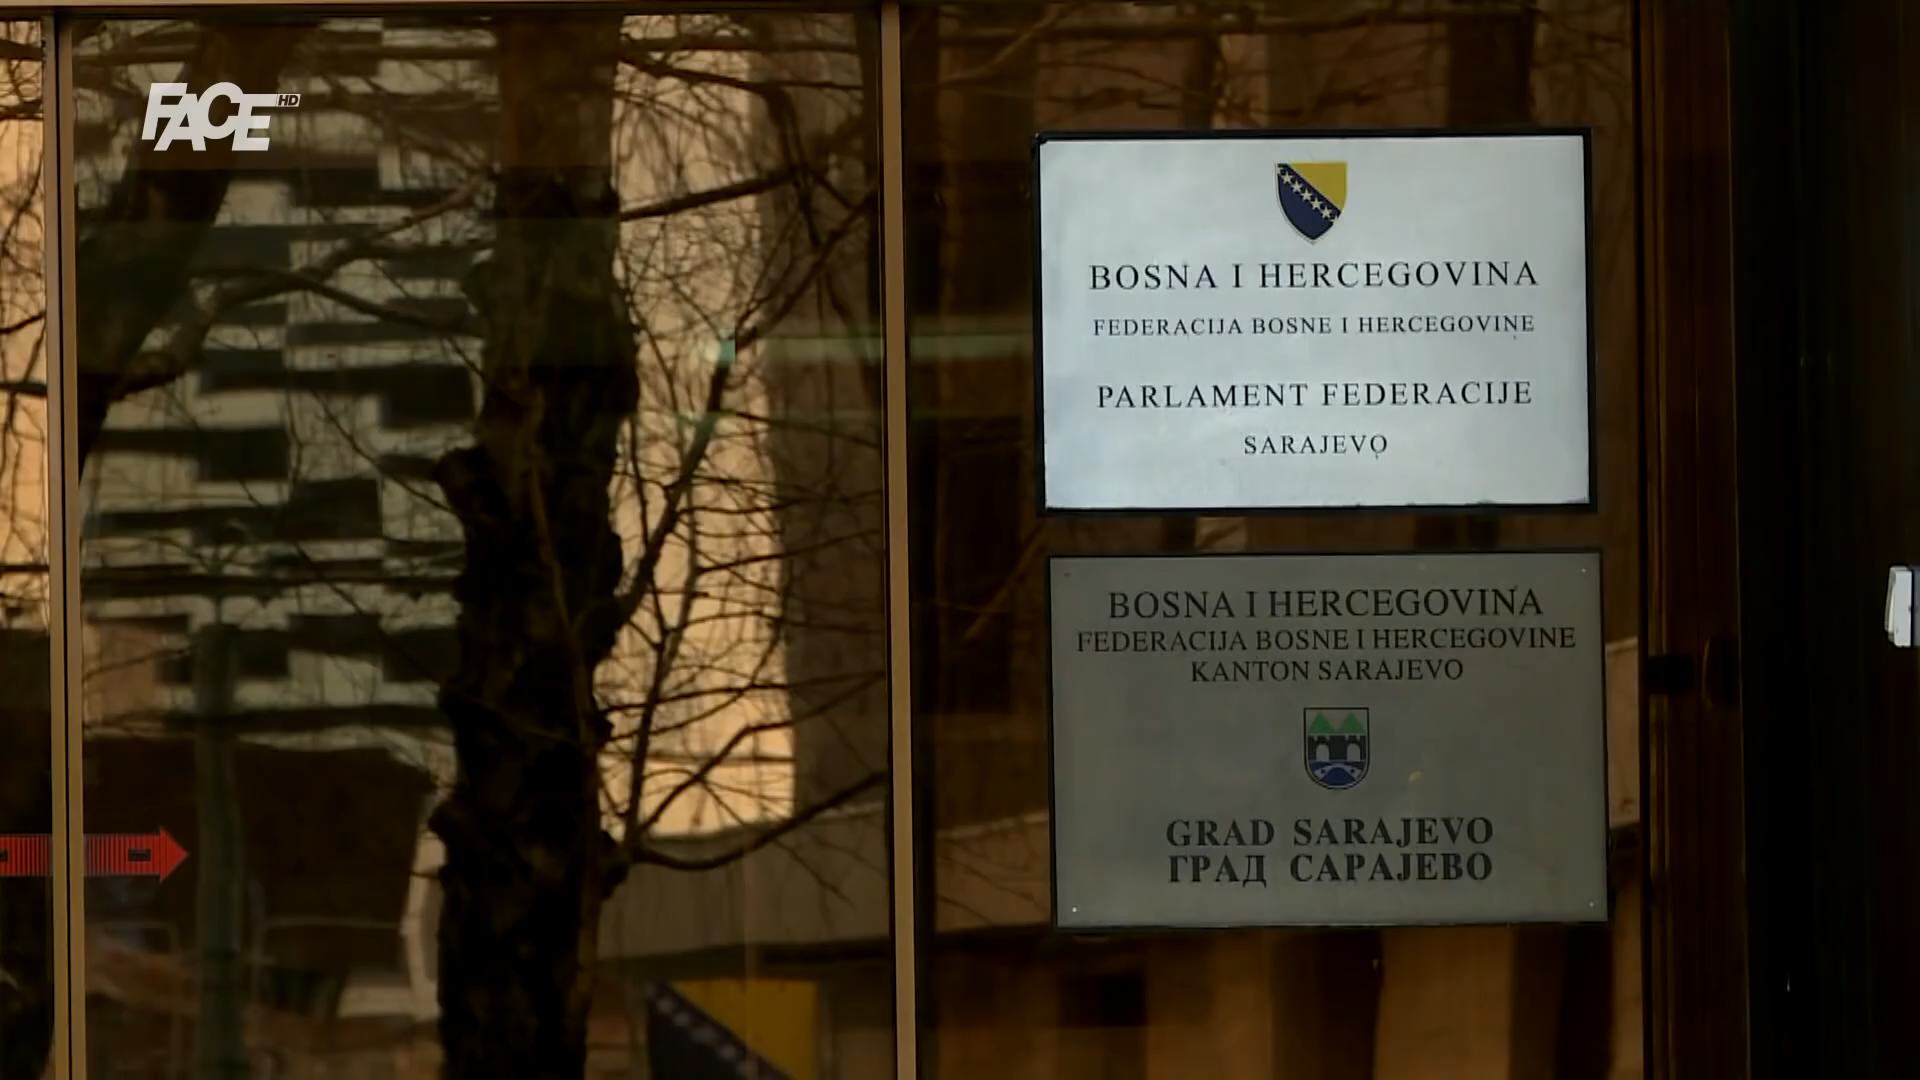 FACE HD
BOSNA I HERCEGOVINA
FEDERACIJA BOSNE I HERCEGOVINE
PARLAMENT FEDERACIJE
SARAJEVO
BOSNA I HERCEGOVINA
FEDERACIJA BOSNE I HERCEGOVINE
KANTON SARAJEVO
GRAD SARAJEVO
ГРАД САРАЈЕВО